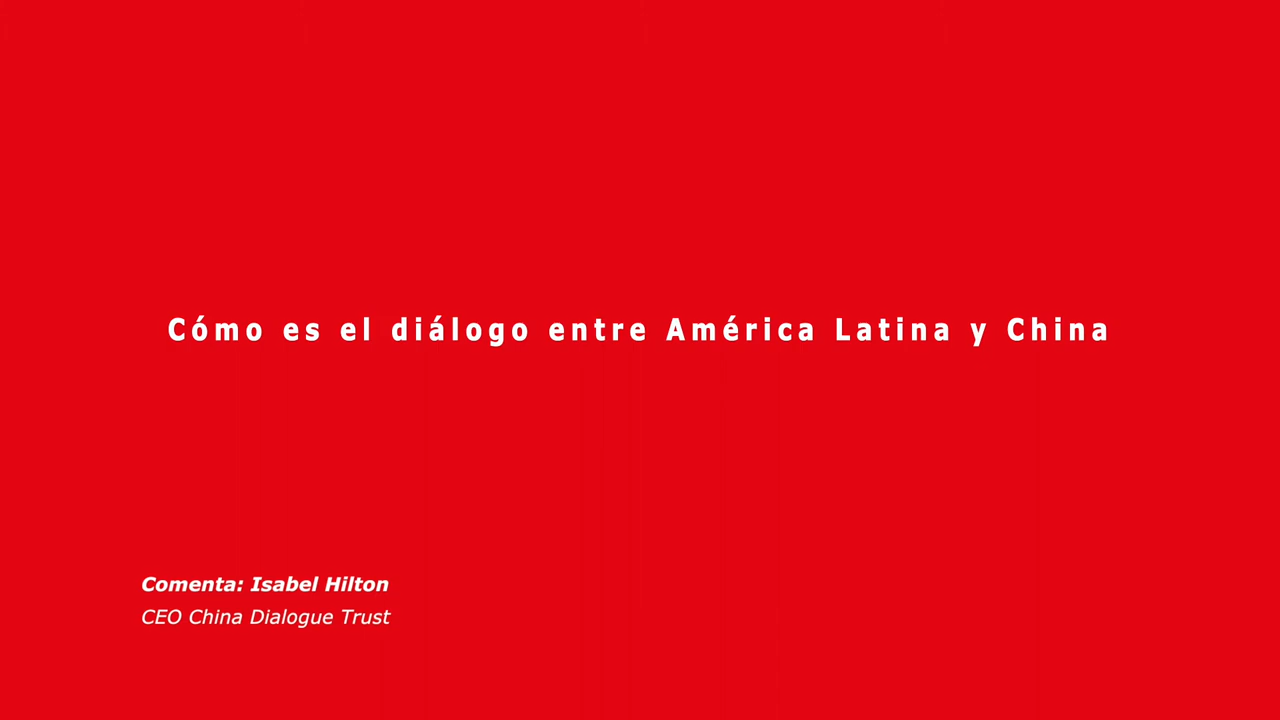 Cómo es el diálogo entre América Latina y China
Comenta: Isabel Hilton
CEO China Dialogue Trust